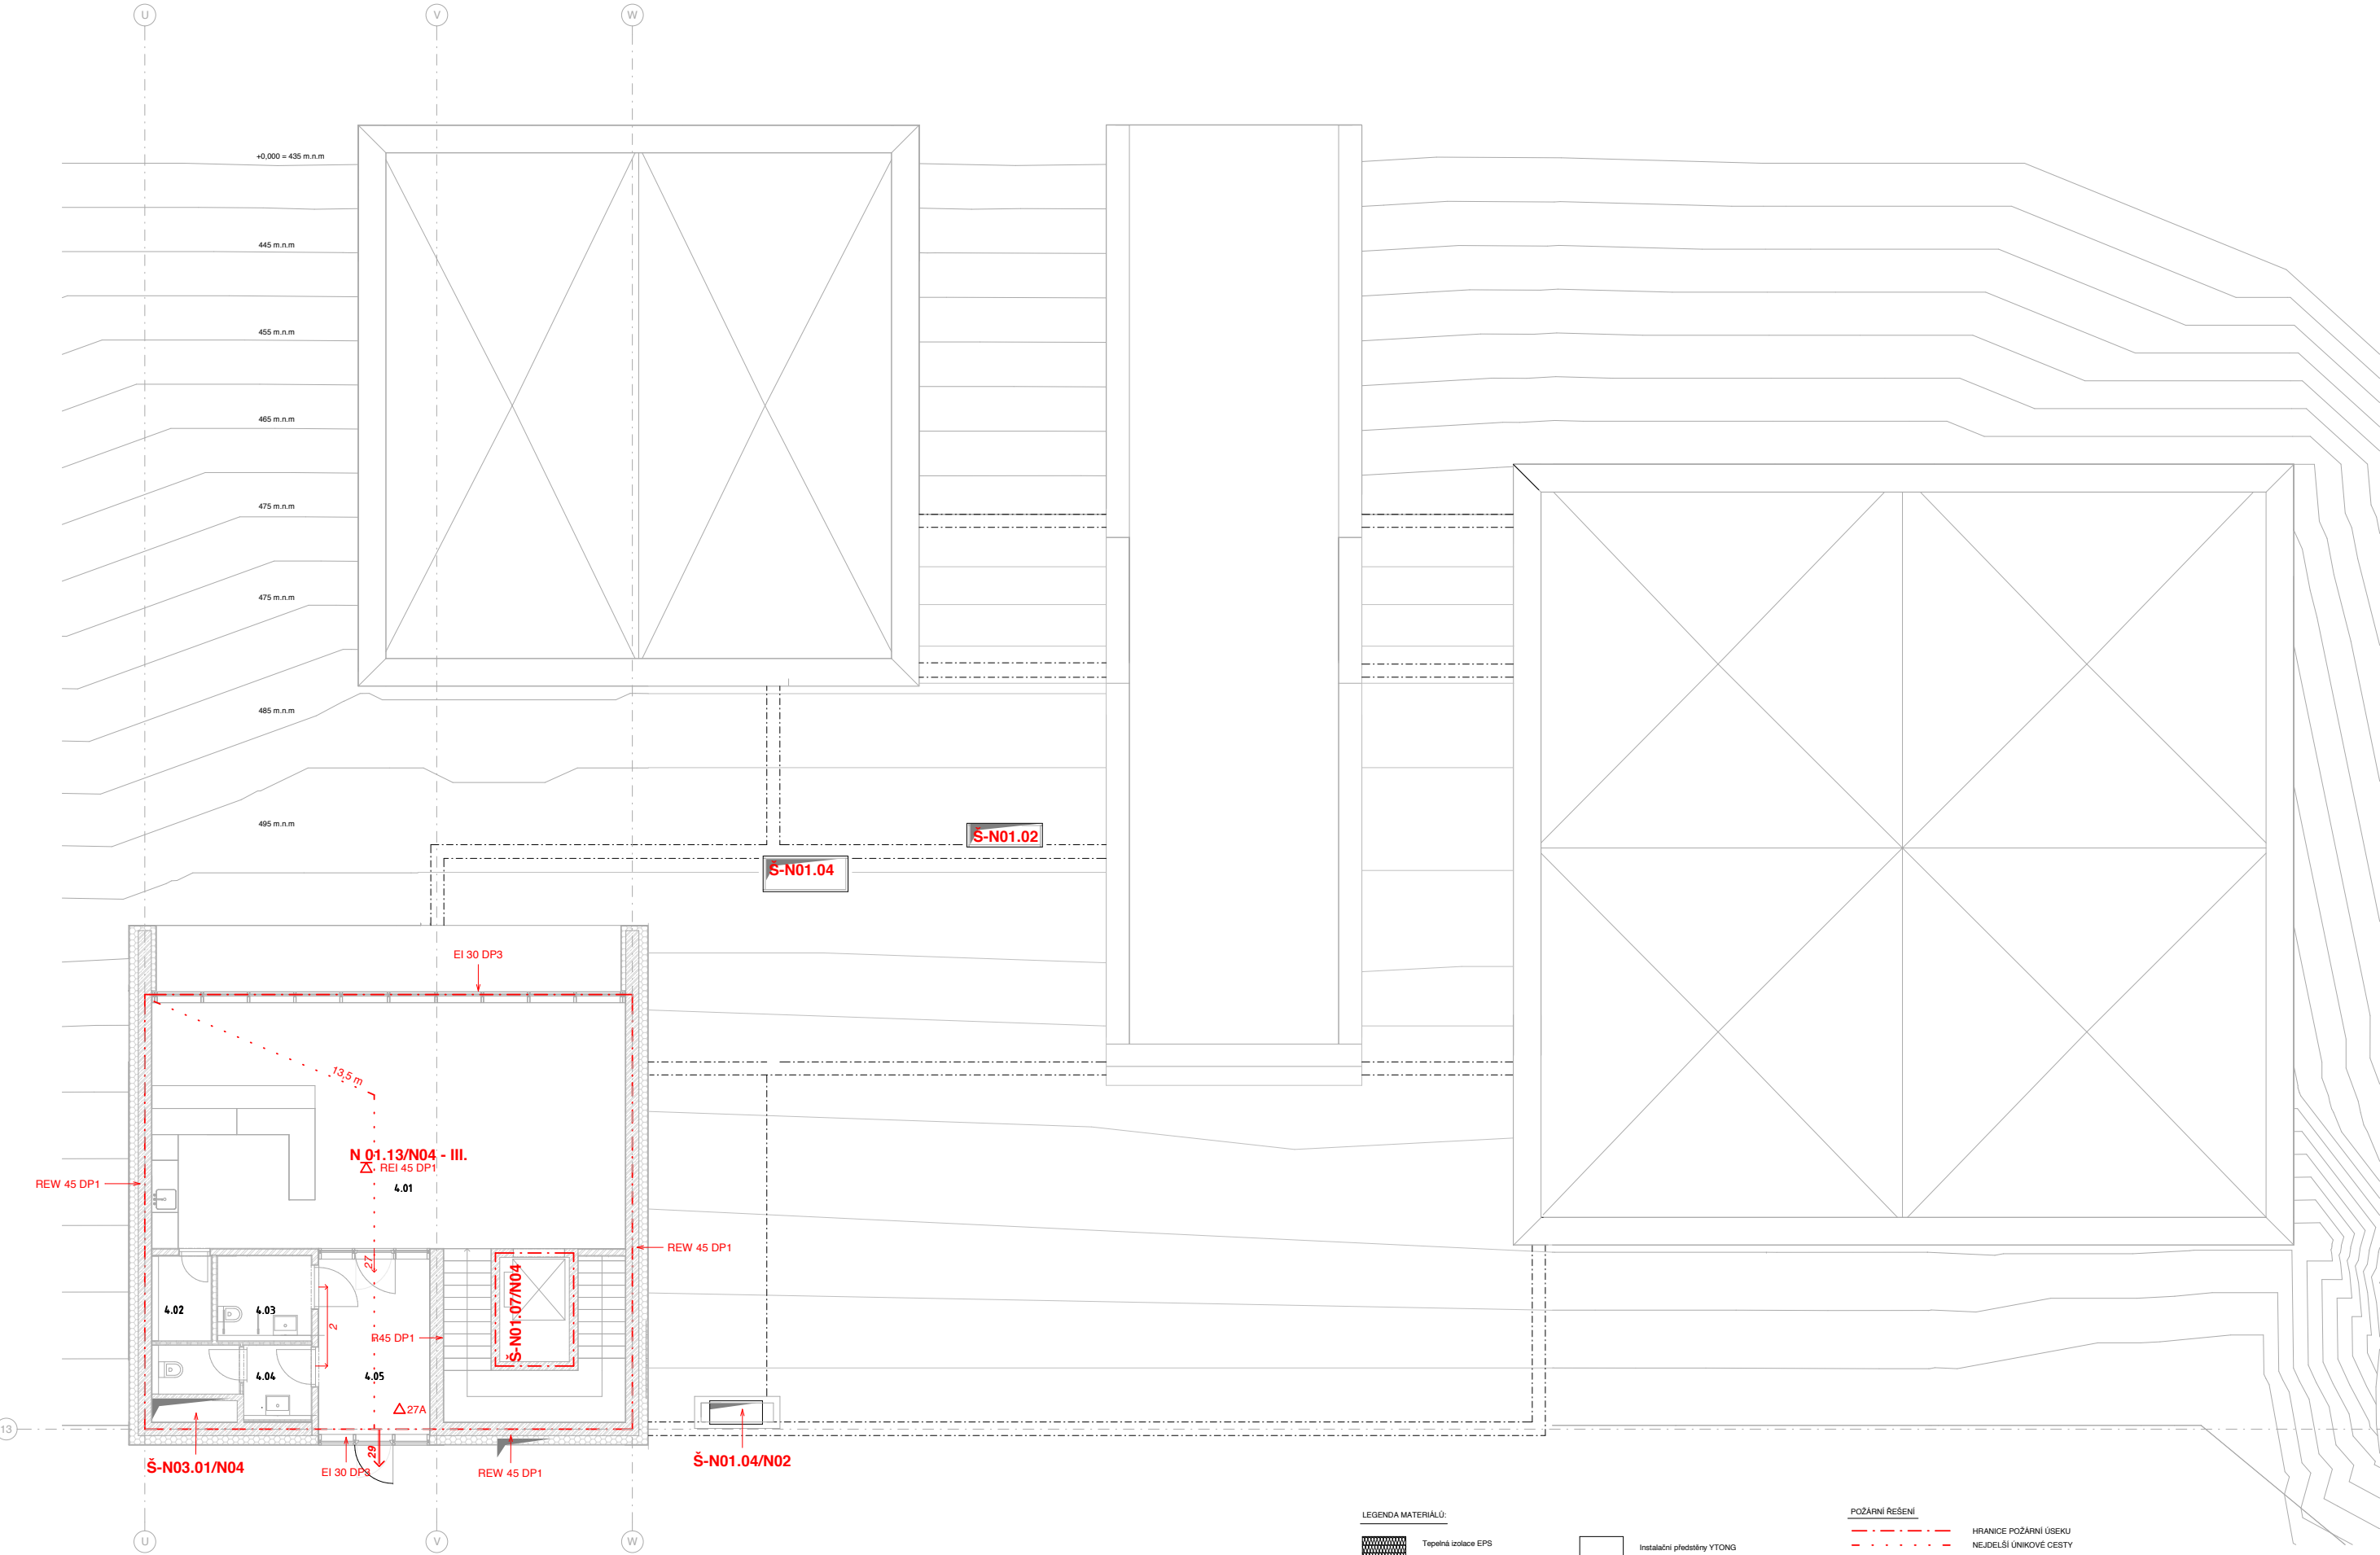 U
V
W
+0,000 = 435 m.n.m
445 m.n.m
455 m.n.m
465 m.n.m
475 m.n.m
475 m.n.m
485 m.n.m
495 m.n.m
Š-N01.02
Š-N01.04
EI 30 DP3
13,5 m
N 01.13/N04 - III.
REI 45 DP1
4.01
REW 45 DP1
REW 45 DP1
27
Š-N01.07/N04
4.02
4.03
2
R45 DP1
4.04
4.05
27A
13
29
Š-N03.01/N04
EI 30 DP3
REW 45 DP1
Š-N01.04/N02
U
V
W
LEGENDA MATERIÁLŮ:
Tepelná izolace EPS
Instalační předstěny YTONG
POŽÁRNÍ ŘEŠENÍ
HRANICE POŽÁRNÍ ÚSEKU
NEJDELŠÍ ÚNIKOVÉ CESTY